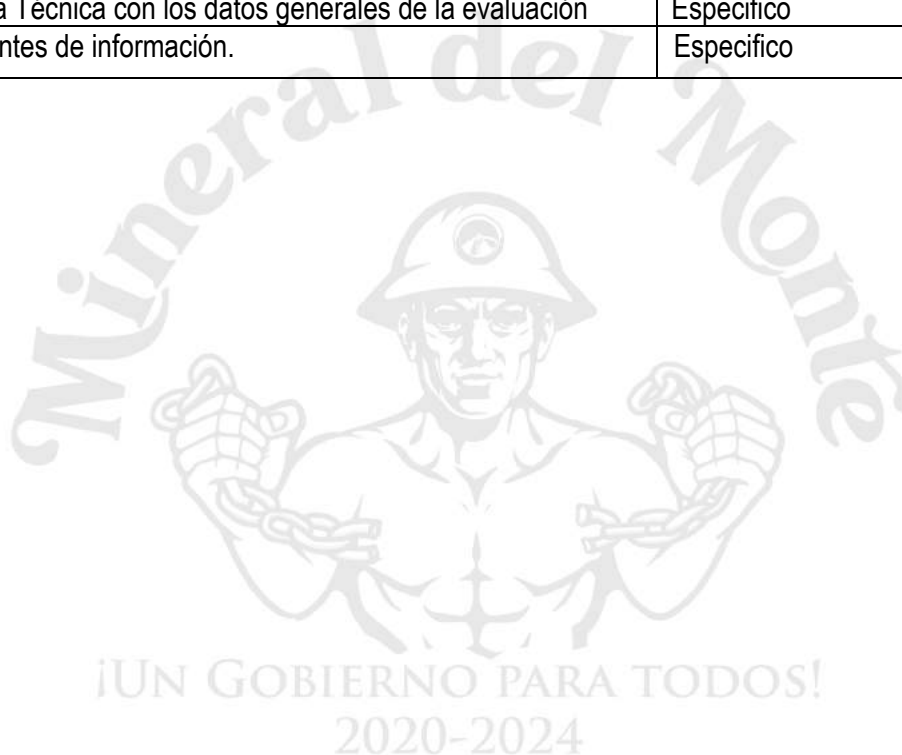 a Técnica con los datos generales de la evaluación Especifico
ntes de información. Especifico
Mineral del Monte
¡UN GOBIERNO PARA TODOS!
2020-2024